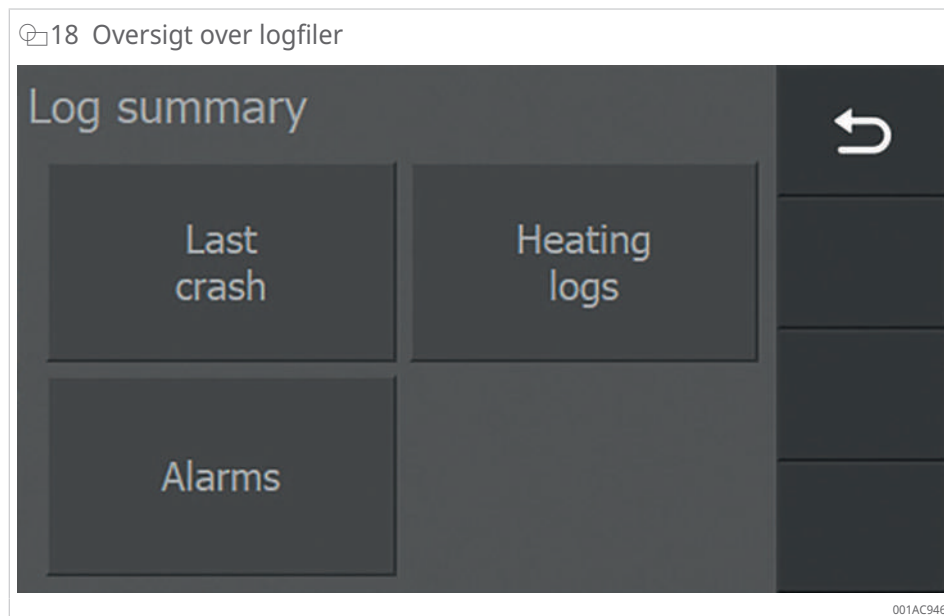 18 Oversigt over logfiler
Log summary
Last
crash
Heating
logs
Alarms
001AC946